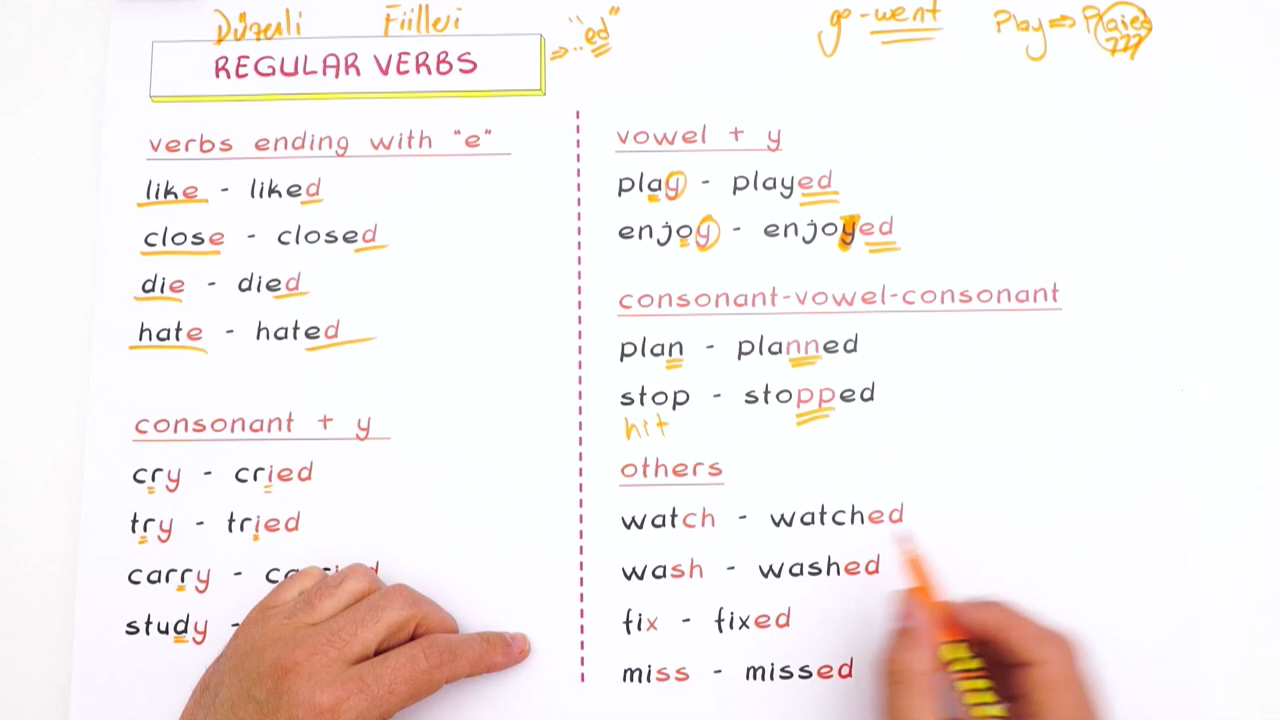 Düzenli Fiilleri
⇒ "ed"
go - went
Play ⇒ Plaied
???
REGULAR VERBS
verbs ending with "e"
like - liked
close - closed
die - died
hate - hated
consonant + y
cry - cried
try - tried
carry -
study -
vowel + y
play - played
enjoy - enjoyed
consonant-vowel-consonant
plan - planned
stop - stopped
hit
others
watch - watched
wash - washed
fix - fixed
miss - missed